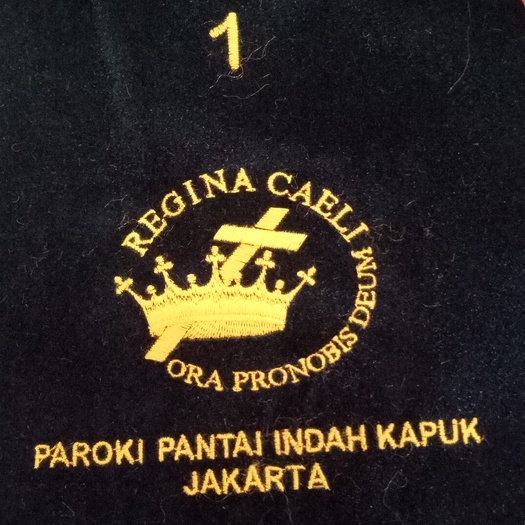 1
REGINA CAELI
ORA PRONOBIS DEUM
PAROKI PANTAI INDAH KAPUK
JAKARTA